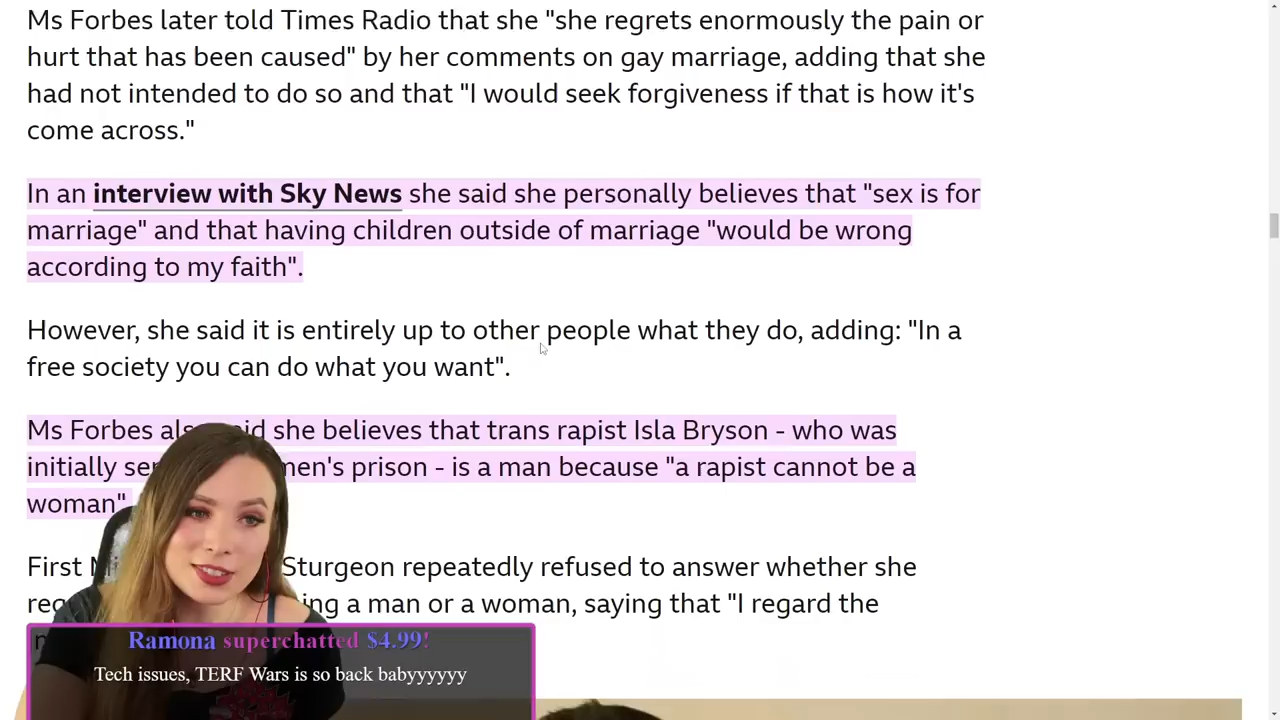 Ms Forbes later told Times Radio that she "she regrets enormously the pain or
hurt that has been caused" by her comments on gay marriage, adding that she
had not intended to do so and that "I would seek forgiveness if that is how it's
come across."
In an interview with Sky News she said she personally believes that "sex is for
marriage" and that having children outside of marriage "would be wrong
according to my faith".
However, she said it is entirely up to other people what they do, adding: "In a
free society you can do what you want".
Ms Forbes also said she believes that trans rapist Isla Bryson - who was
initially men's prison - is a man because "a rapist cannot be a
woman"
First Sturgeon repeatedly refused to answer whether she
a man or a woman, saying that "I regard the
Ramona superchatted $4.99!
Tech issues, TERF Wars is so back babyyyyyy